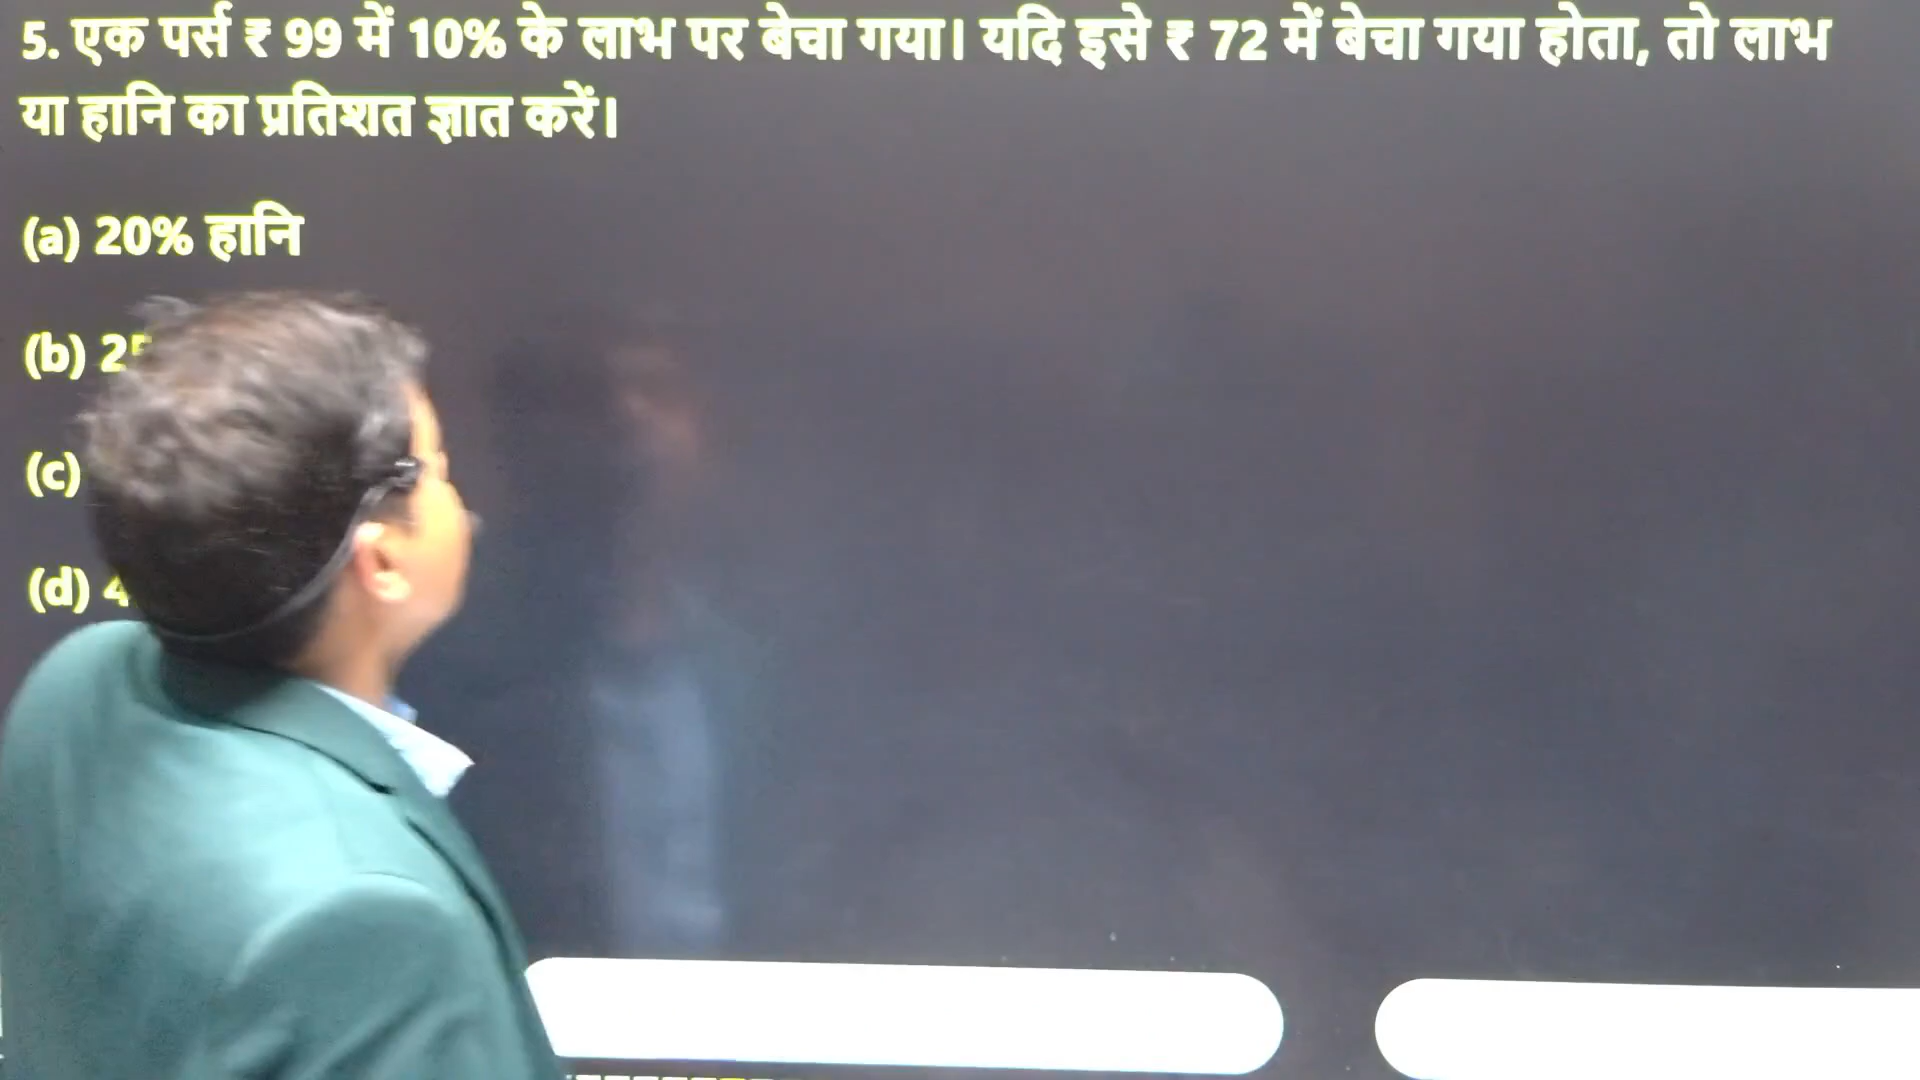 5. एक पर्स ₹ 99 में 10% के लाभ पर बेचा गया। यदि इसे ₹ 72 में बेचा गया होता, तो लाभ
या हानि का प्रतिशत ज्ञात करें।
(a) 20% हानि
(b)
(c)
(d)